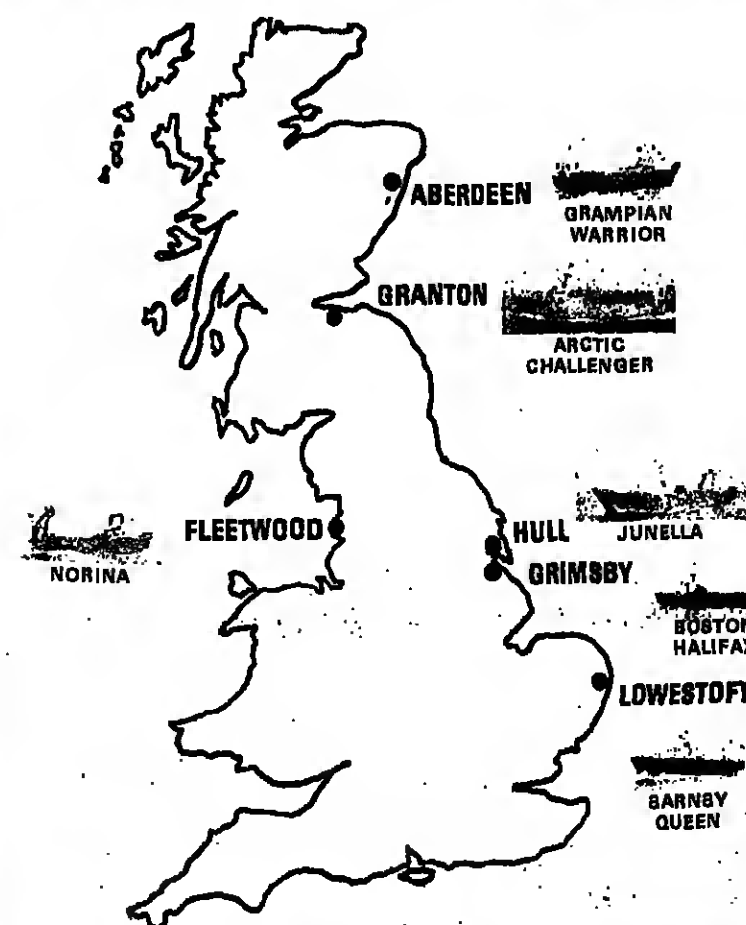 ABERDEEN
GRAMPIAN
WARRIOR
GRANTON
ARCTIC
CHALLENGER
HULL
JUNELLA
FLEETWOOD
NORINA
GRIMSBY
BOSTON
HALIFAX
LOWESTOFT
BARNBY
QUEEN